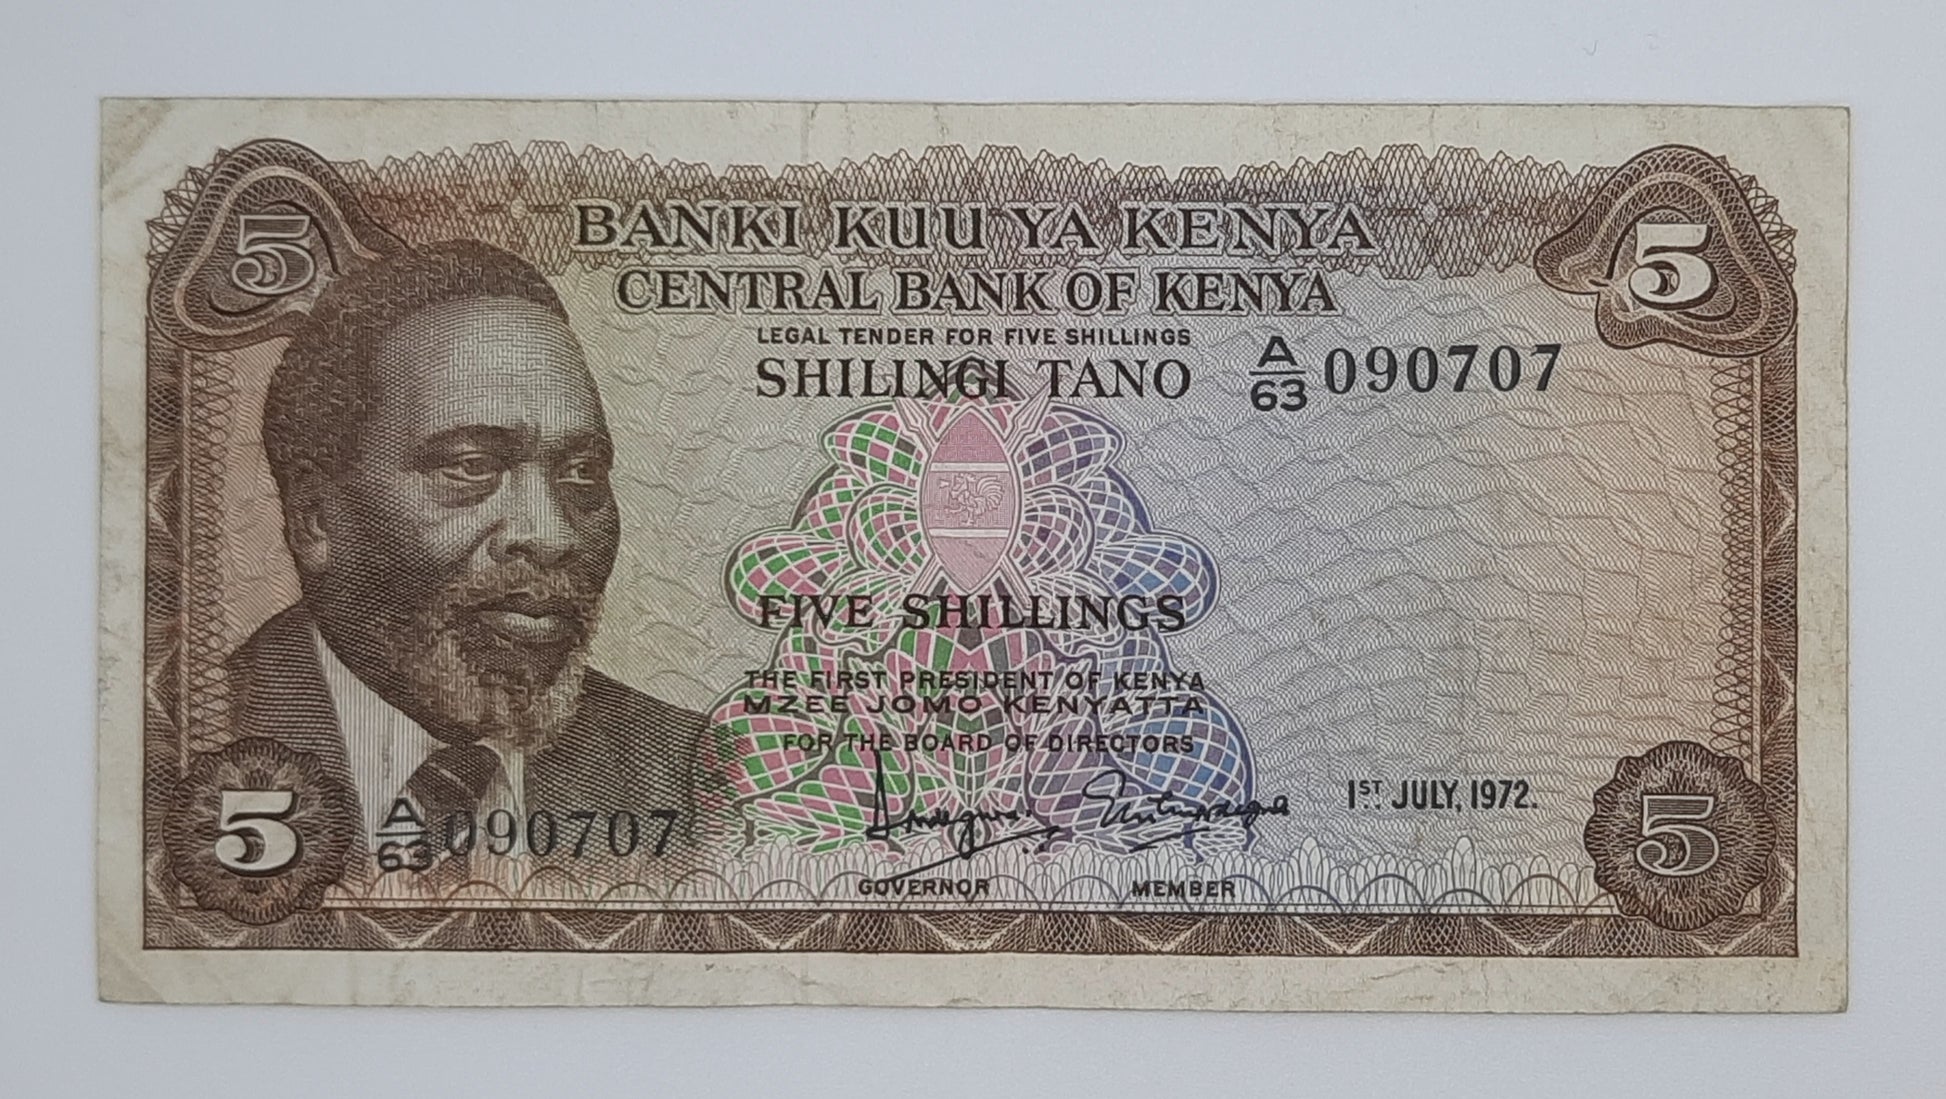 5
5
BANKI KUU YA KENYA
CENTRAL BANK OF KENYA
LEGAL TENDER FOR FIVE SHILLINGS
SHILINGI TANO
A/63 090707
FIVE SHILLINGS
THE FIRST PRESIDENT OF KENYA
MZEE JOMO KENYATTA
FOR THE BOARD OF DIRECTORS
1ST JULY, 1972.
5
A/63 090707
GOVERNOR
MEMBER
5